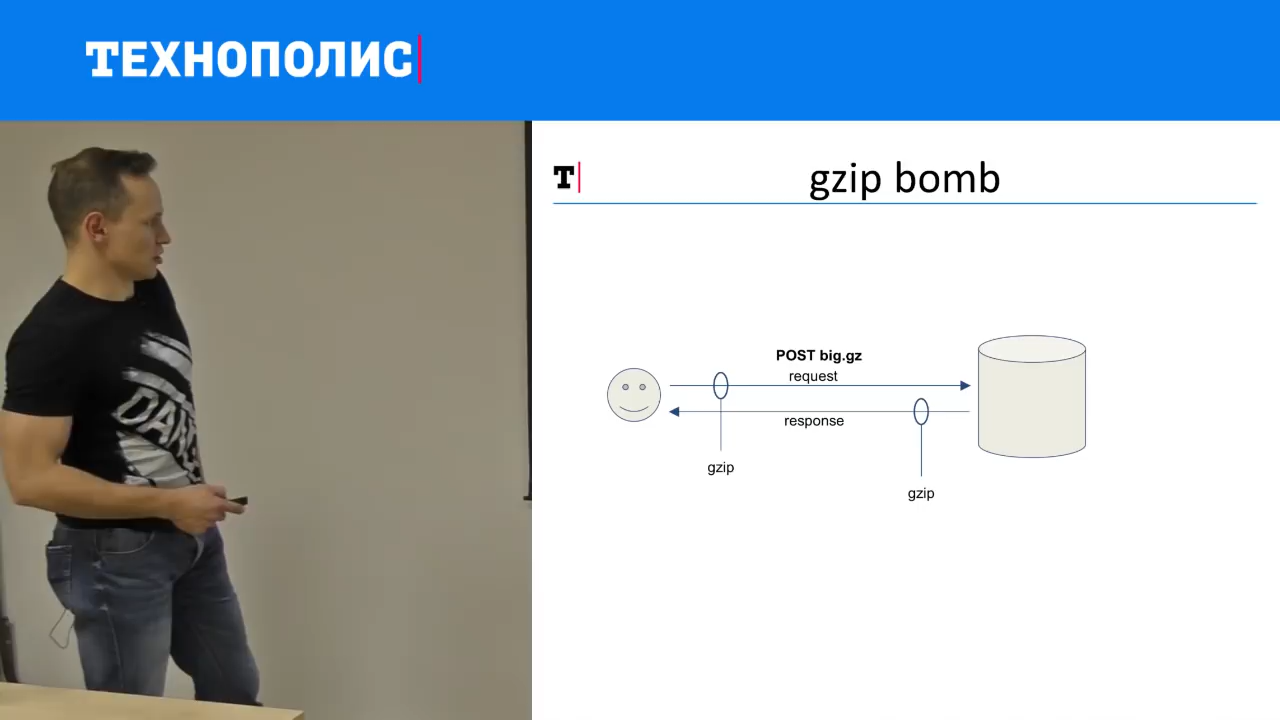 ТЕХНОПОЛИС
T
gzip bomb
POST big.gz
request
response
gzip
gzip